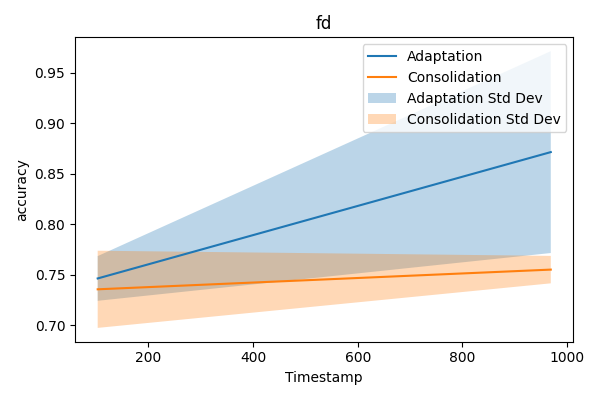 fd
Adaptation
Consolidation
Adaptation Std Dev
Consolidation Std Dev
accuracy
0.95
0.90
0.85
0.80
0.75
0.70
200 400 600 800 1000
Timestamp